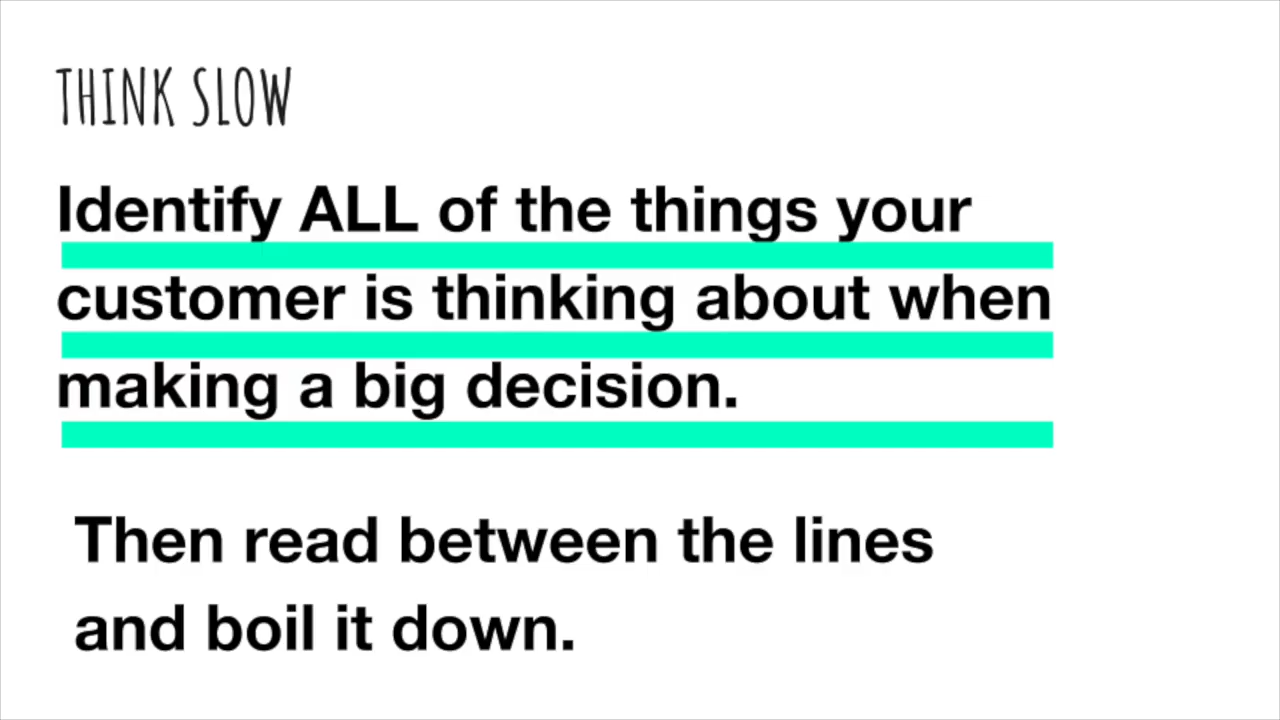 THINK SLOW
Identify ALL of the things your
customer is thinking about when
making a big decision.
Then read between the lines
and boil it down.